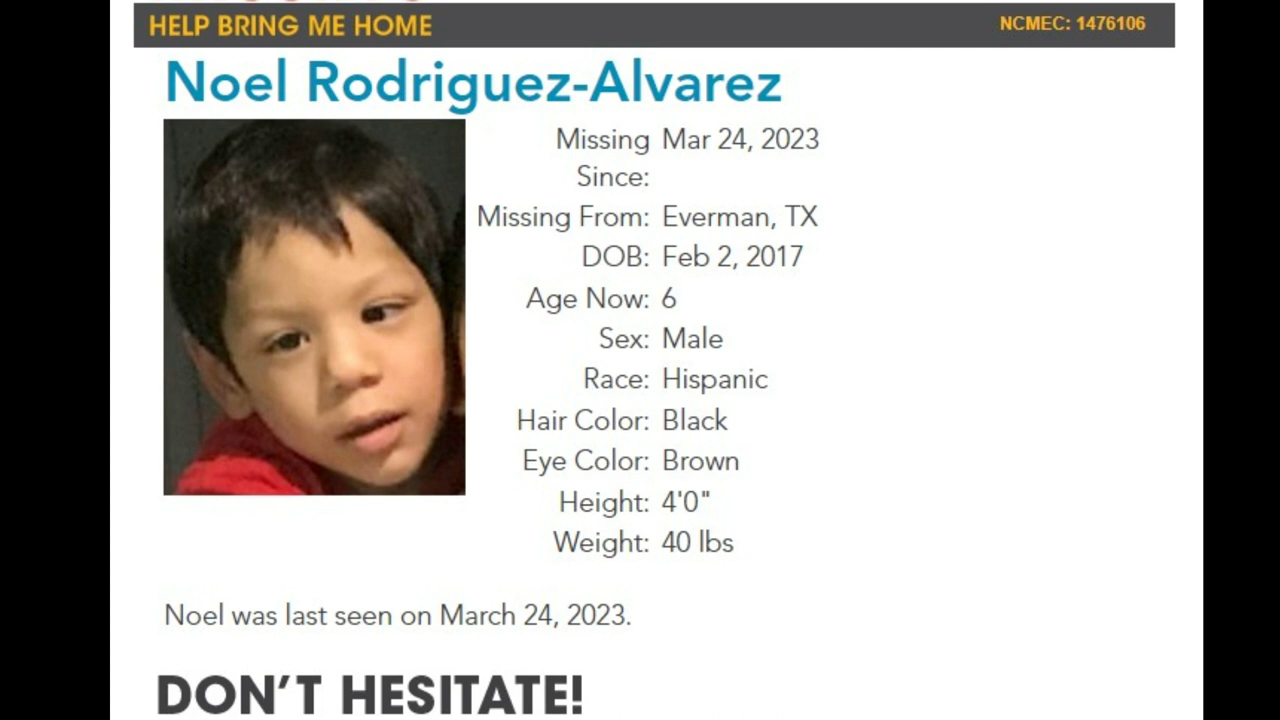 HELP BRING ME HOME
NCMEC: 1476106
Noel Rodriguez-Alvarez
Missing Since: Mar 24, 2023
Missing From: Everman, TX
DOB: Feb 2, 2017
Age Now: 6
Sex: Male
Race: Hispanic
Hair Color: Black
Eye Color: Brown
Height: 4'0"
Weight: 40 lbs
Noel was last seen on March 24, 2023.
DON'T HESITATE!